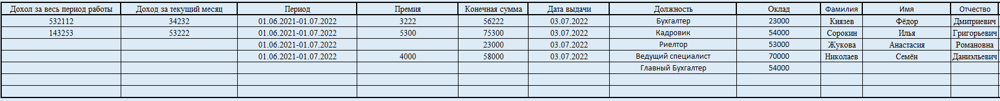 Дохол за весь период работы Доход за текущий месяц Период Премия Конечная сумма Дата выдачи Должность Оклад Фамилия Имя Отчество
532112 34232 01.06.2021-01.07.2022 3222 56222 03.07.2022 Бухгалтер 23000 Князев Фёдор Дмитриевич
143253 53222 01.06.2021-01.07.2022 5300 75300 03.07.2022 Кадровик 54000 Сорокин Илья Григорьевич
01.06.2021-01.07.2022 23000 03.07.2022 Риелтор 53000 Жукова Анастасия Романовна
01.06.2021-01.07.2022 4000 58000 03.07.2022 Ведущий специалист 70000 Николаев Семён Даниэльевич
Главный Бухгалтер 54000